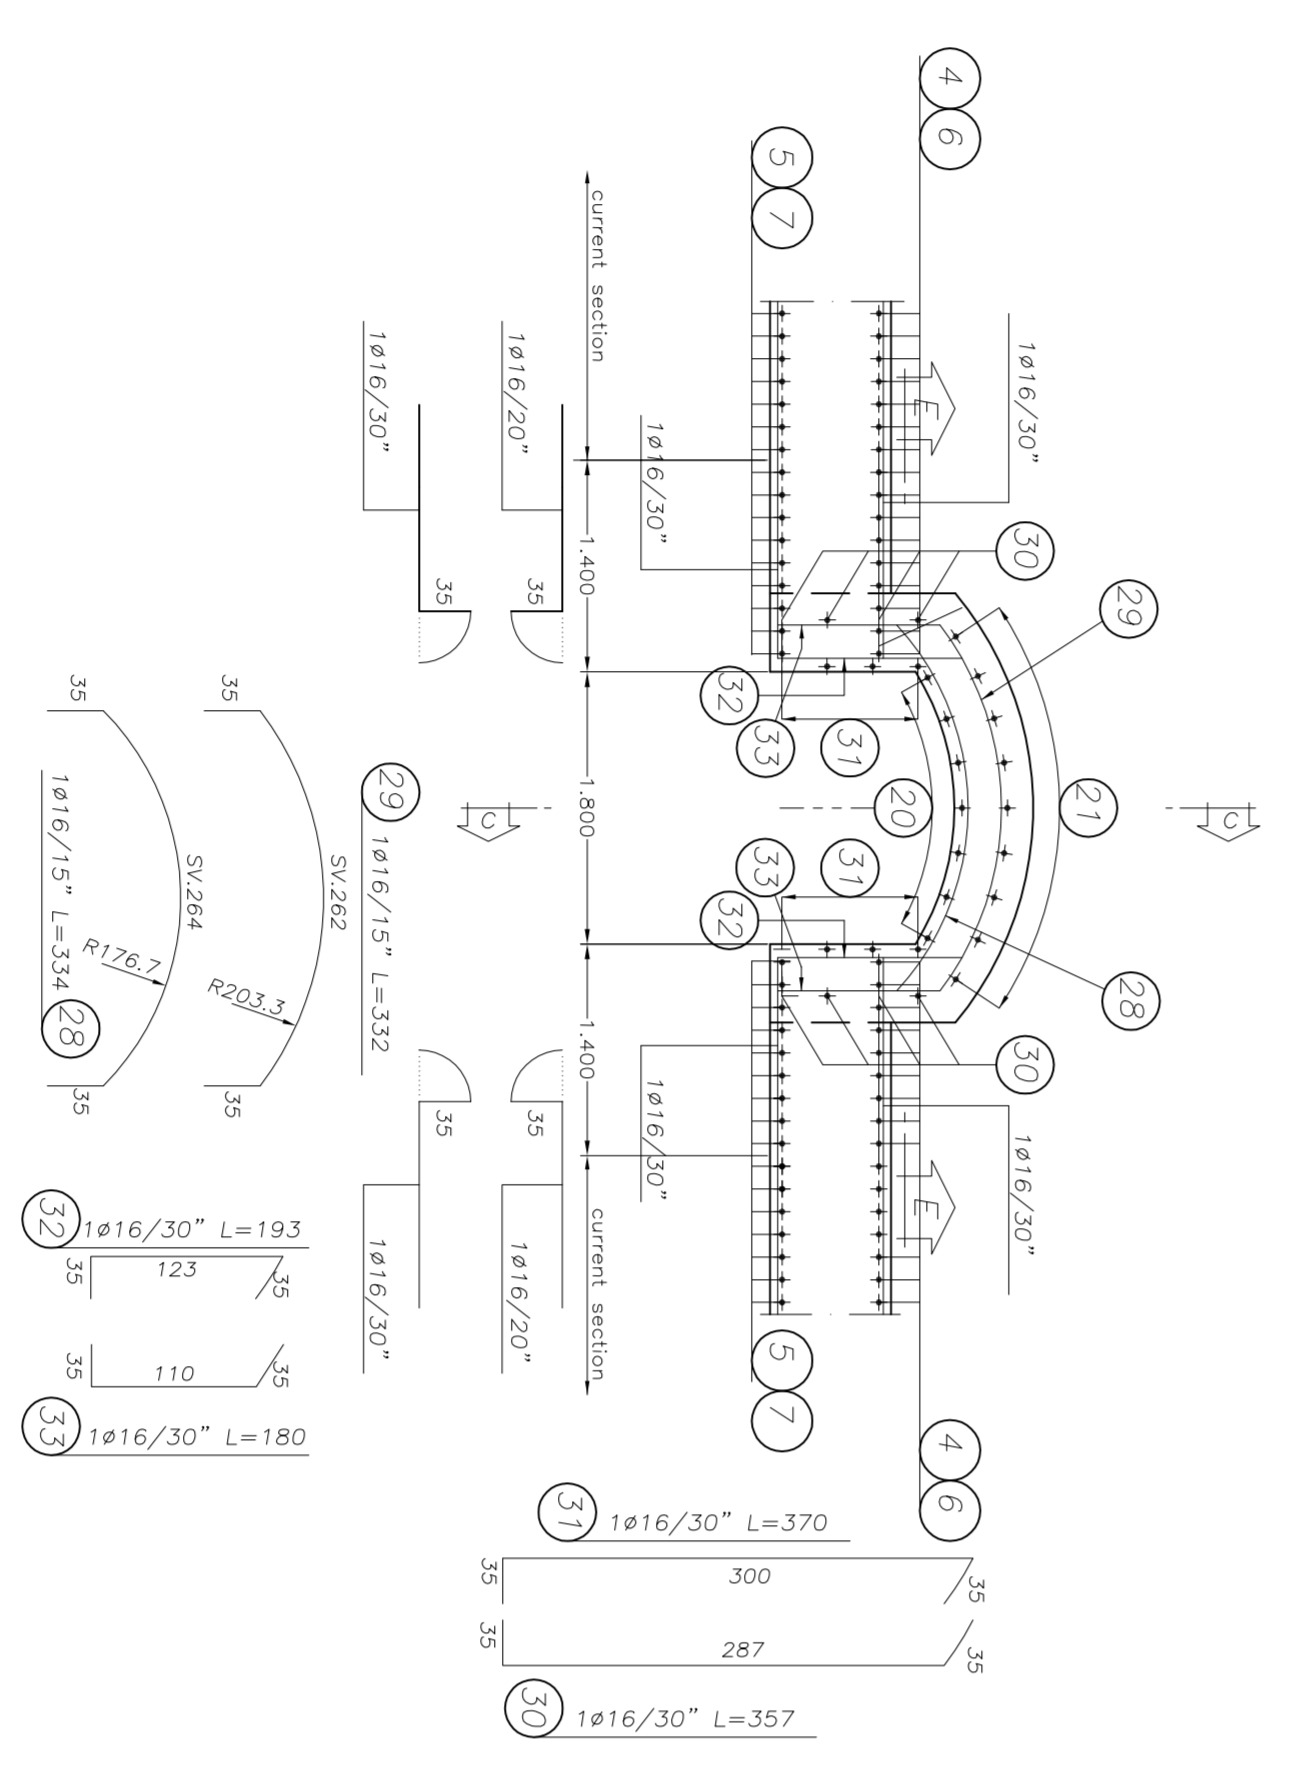 4
6
5
7
current section
1ø16/30"
1ø16/20"
1ø16/30"
E
1ø16/30"
35
35
1.400
30
29
32
33
31
20
21
28
1.800
C
C
33
31
32
30
1.400
35
35
1ø16/30"
1ø16/20"
current section
1ø16/30"
E
1ø16/30"
5
7
4
6
35
35
SV.262
SV.264
R176.7
R203.3
35
35
29 1ø16/15" L=332
1ø16/15" L=334 28
32 1ø16/30" L=193
35 123 35
35 110 35
33 1ø16/30" L=180
31 1ø16/30" L=370
35 300 35
35 287 35
30 1ø16/30" L=357